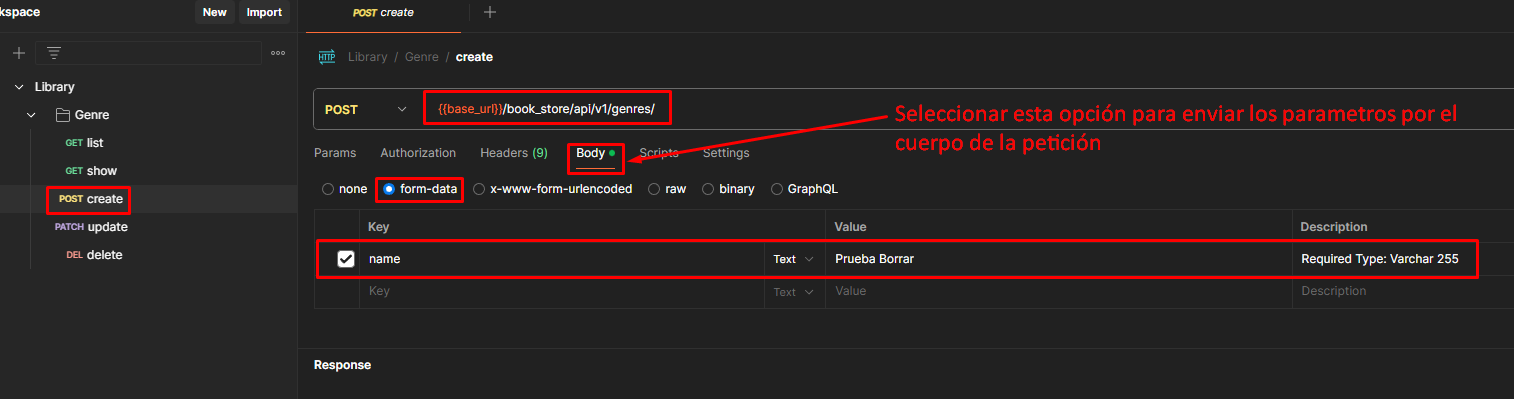 kspace New Import
POST create
HTTP Library / Genre / create
Library
Genre
GET list
GET show
POST create
PATCH update
DEL delete
POST {{base_url}}/book_store/api/v1/genres/
Seleccionar esta opción para enviar los parametros por el
cuerpo de la petición
Params Authorization Headers (9) Body Scripts Settings
none form-data x-www-form-urlencoded raw binary GraphQL
Key Value Description
name Text Prueba Borrar Required Type: Varchar 255
Key Text Value Description
Response